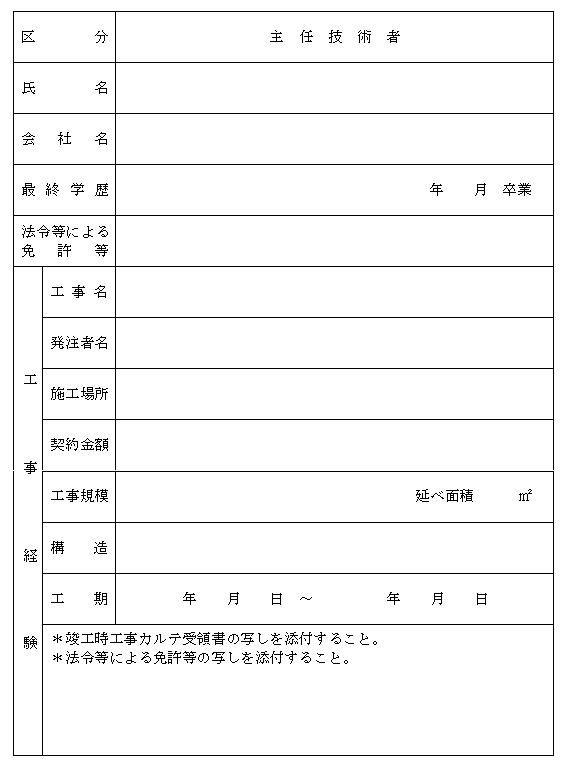 区分 主任技術者
氏名
会社名
最終学歴 年 月 卒業
法令等による
免許等
工事経験
工事名
発注者名
施工場所
契約金額
工事規模 延べ面積 ㎡
構造
工期 年 月 日 ～ 年 月 日
＊竣工時工事カルテ受領書の写しを添付すること。
＊法令等による免許等の写しを添付すること。